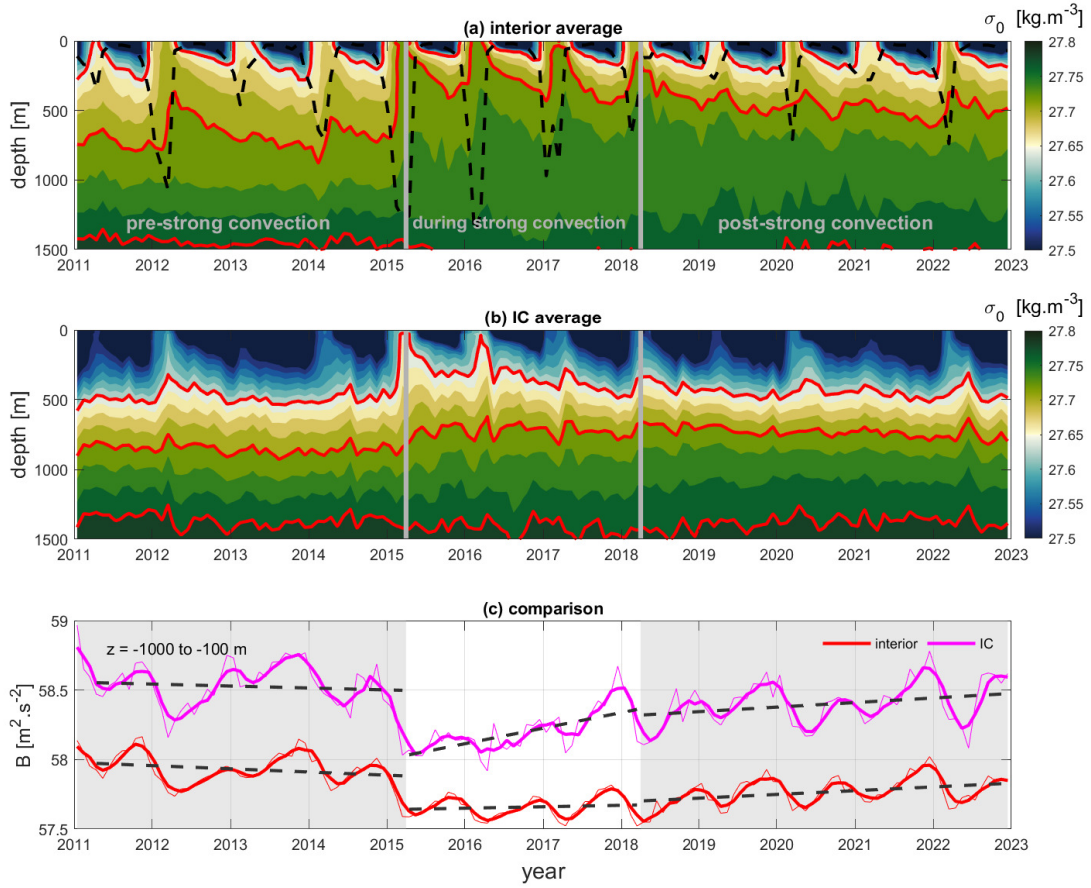 (a) interior average
σ₀ [kg.m⁻³]
depth [m]
0
500
1000
1500
pre-strong convection
during strong convection
post-strong convection
2011 2012 2013 2014 2015 2016 2017 2018 2019 2020 2021 2022 2023
27.8
27.75
27.7
27.65
27.6
27.55
27.5
(b) IC average
σ₀ [kg.m⁻³]
depth [m]
0
500
1000
1500
2011 2012 2013 2014 2015 2016 2017 2018 2019 2020 2021 2022 2023
27.8
27.75
27.7
27.65
27.6
27.55
27.5
(c) comparison
B [m².s⁻²]
59
58.5
58
57.5
z = -1000 to -100 m
interior IC
2011 2012 2013 2014 2015 2016 2017 2018 2019 2020 2021 2022 2023
year